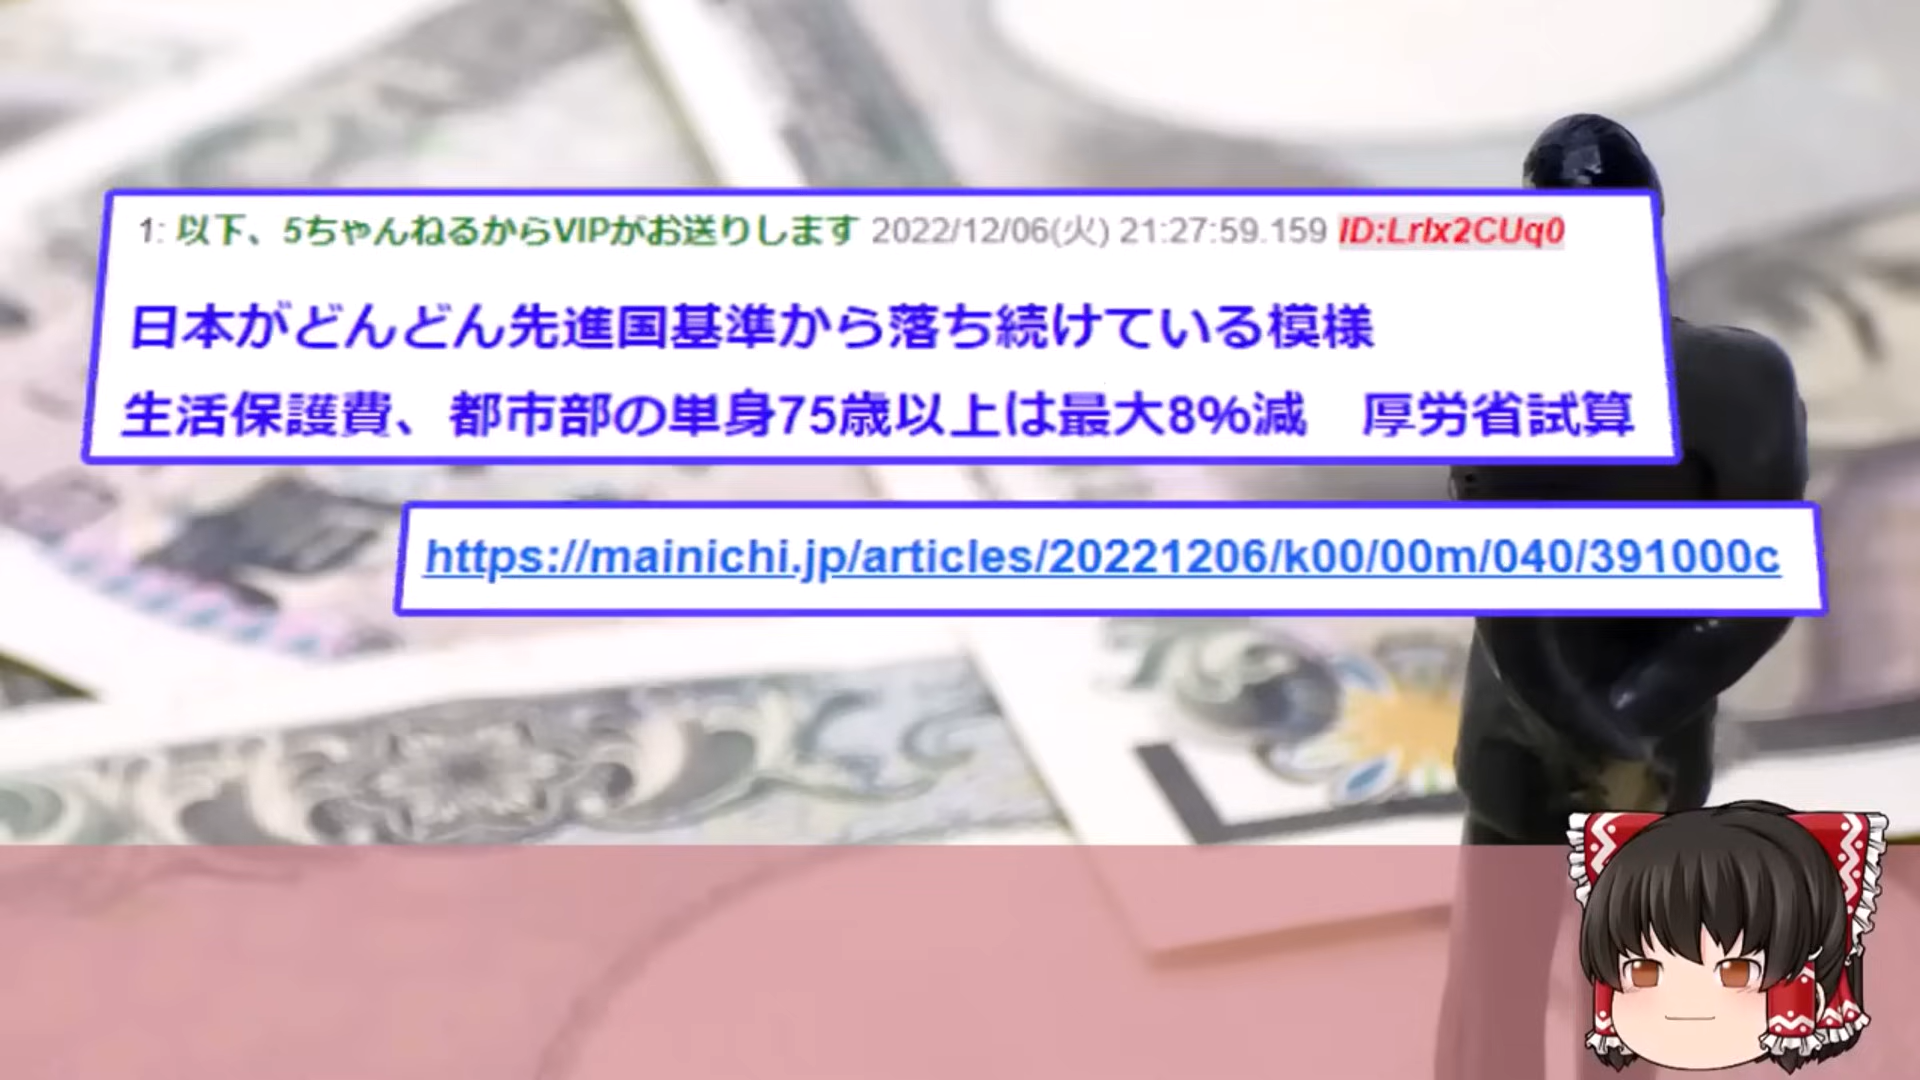 1: 以下、5ちゃんねるからVIPがお送りします 2022/12/06(火) 21:27:59.159 ID:Lrlx2CUq0
日本がどんどん先進国基準から落ち続けている模様
生活保護費、都市部の単身75歳以上は最大8%減　厚労省試算
https://mainichi.jp/articles/20221206/k00/00m/040/391000c